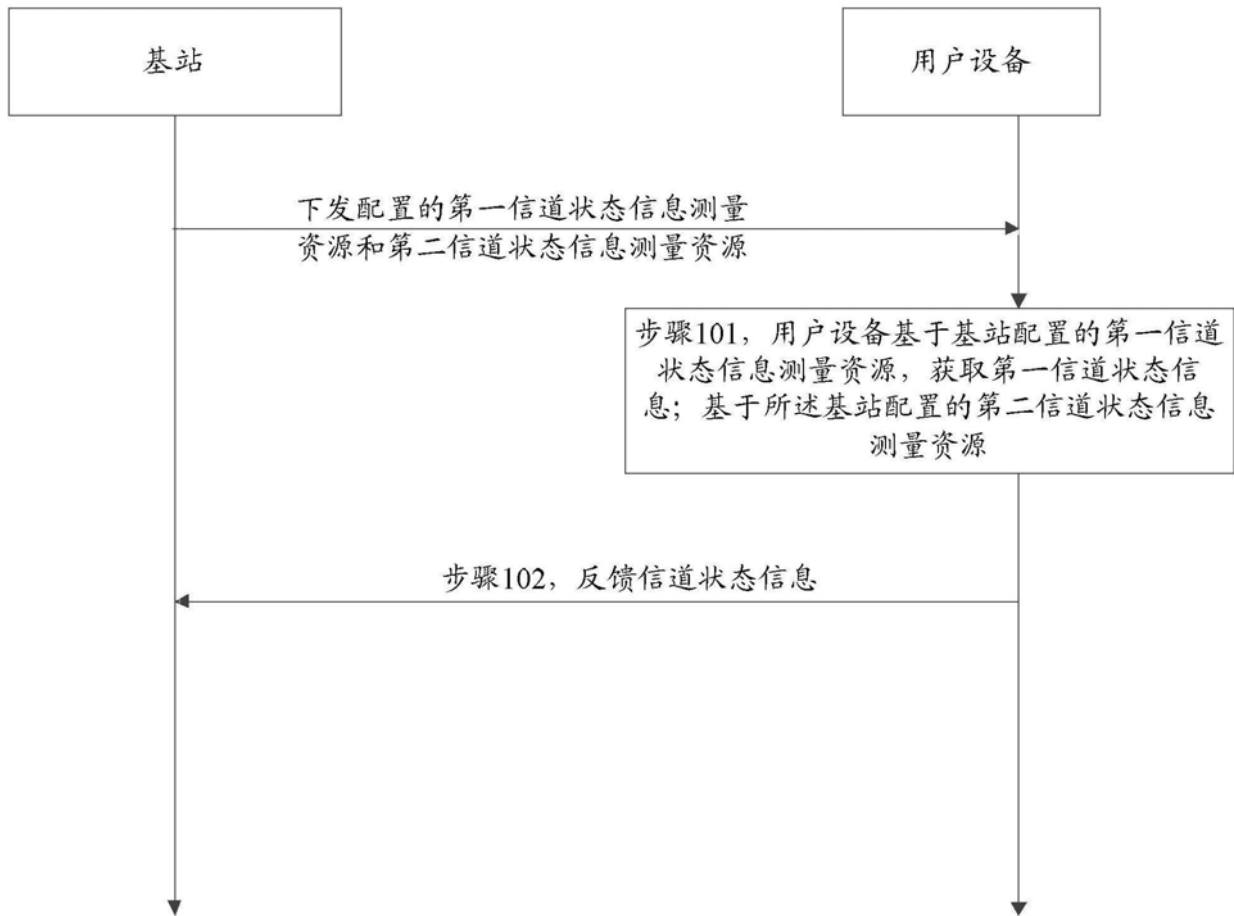 基站
用户设备
下发配置的第一信道状态信息测量
资源和第二信道状态信息测量资源
步骤101，用户设备基于基站配置的第一信道
状态信息测量资源，获取第一信道状态信
息；基于所述基站配置的第二信道状态信息
测量资源
步骤102，反馈信道状态信息